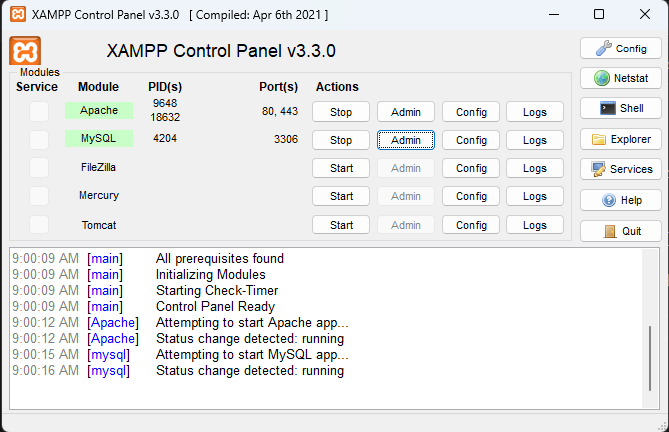 XAMPP Control Panel v3.3.0 [ Compiled: Apr 6th 2021 ]
XAMPP Control Panel v3.3.0
Config
Netstat
Shell
Explorer
Services
Help
Quit
Modules
Service Module PID(s) Port(s) Actions
Apache 9648 18632 80, 443 Stop Admin Config Logs
MySQL 4204 3306 Stop Admin Config Logs
FileZilla Start Admin Config Logs
Mercury Start Admin Config Logs
Tomcat Start Admin Config Logs
9:00:09 AM [main] All prerequisites found
9:00:09 AM [main] Initializing Modules
9:00:09 AM [main] Starting Check-Timer
9:00:09 AM [main] Control Panel Ready
9:00:12 AM [Apache] Attempting to start Apache app...
9:00:12 AM [Apache] Status change detected: running
9:00:15 AM [mysql] Attempting to start MySQL app...
9:00:16 AM [mysql] Status change detected: running